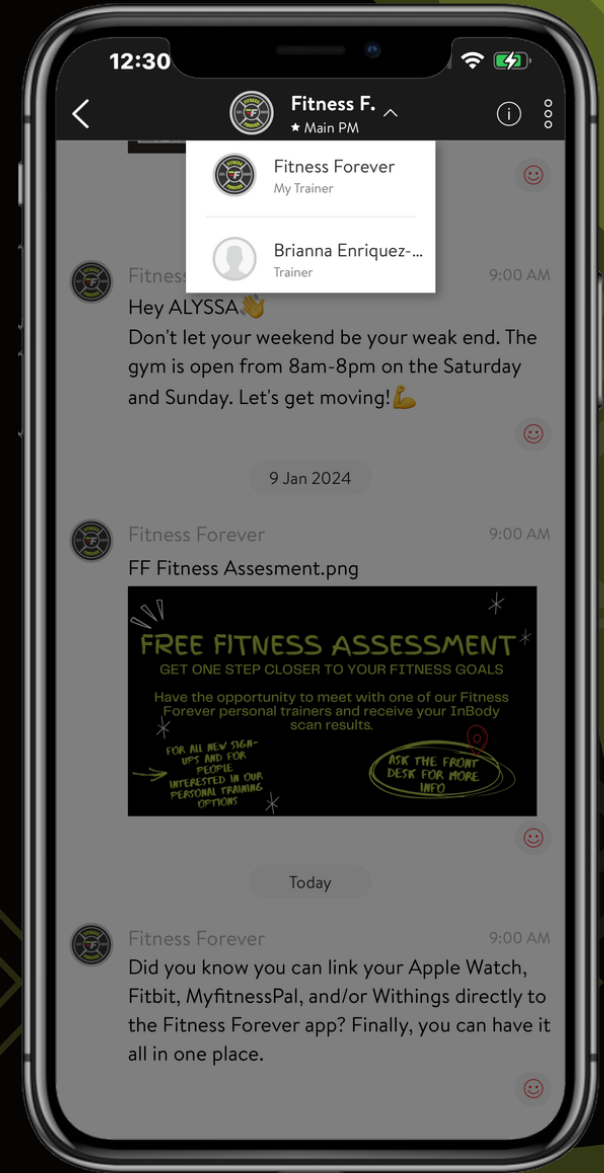 12:30
Fitness F.
★ Main PM
Fitness Forever
My Trainer
Brianna Enriquez-...
Trainer
Fitness
9:00 AM
Hey ALYSSA👋
Don't let your weekend be your weak end. The
gym is open from 8am-8pm on the Saturday
and Sunday. Let's get moving!💪
9 Jan 2024
Fitness Forever
9:00 AM
FF Fitness Assesment.png
FREE FITNESS ASSESSMENT
GET ONE STEP CLOSER TO YOUR FITNESS GOALS
Have the opportunity to meet with one of our Fitness
Forever personal trainers and receive your InBody
scan results.
FOR ALL NEW SIGN-
UPS AND FOR
PEOPLE
INTERESTED IN OUR
PERSONAL TRAINING
OPTIONS
ASK THE FRONT
DESK FOR MORE
INFO
Today
Fitness Forever
9:00 AM
Did you know you can link your Apple Watch,
Fitbit, MyfitnessPal, and/or Withings directly to
the Fitness Forever app? Finally, you can have it
all in one place.